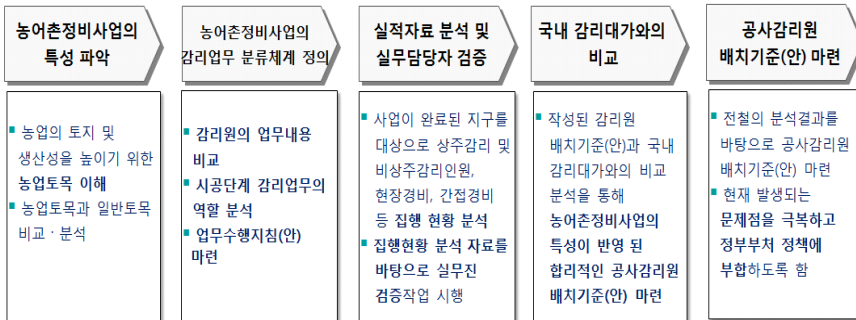 농어촌정비사업의
특성 파악
농어촌정비사업의
감리업무 분류체계 정의
실적자료 분석 및
실무담당자 검증
국내 감리대가와의
비교
공사감리원
배치기준(안) 마련
농업의 토지 및
생산성을 높이기 위한
농업토목 이해
농업토목과 일반토목
비교ㆍ분석
감리원의 업무내용
비교
시공단계 감리업무의
역할 분석
업무수행지침(안)
마련
사업이 완료된 지구를
대상으로 상주감리 및
비상주감리인원,
현장경비, 간접경비
등 집행 현황 분석
집행현황 분석 자료를
바탕으로 실무진
검증작업 시행
작성된 감리원
배치기준(안)과 국내
감리대가와의 비교
분석을 통해
농어촌정비사업의
특성이 반영 된
합리적인 공사감리원
배치기준(안) 마련
전철의 분석결과를
바탕으로 공사감리원
배치기준(안) 마련
현재 발생되는
문제점을 극복하고
정부부처 정책에
부합하도록 함